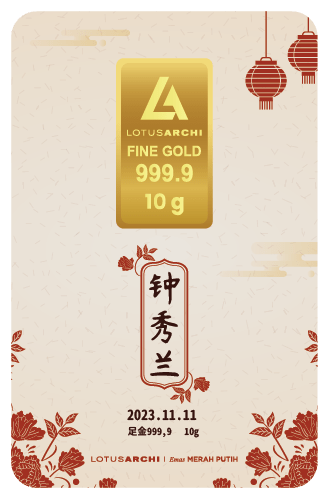 LOTUSARCHI
FINE GOLD
999.9
10 g
钟秀兰
2023.11.11
足金999,9 10g
LOTUSARCHI | Emas MERAH PUTIH